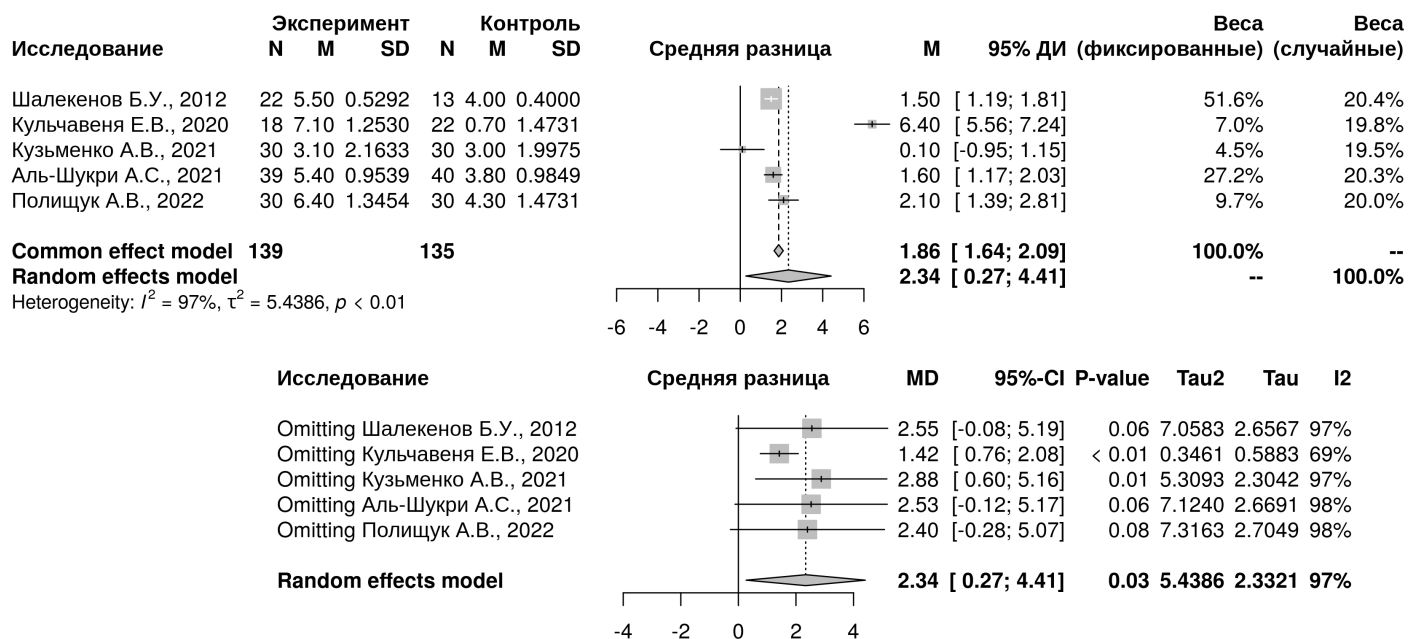 Эксперимент Контроль Веса Веса
Исследование N M SD N M SD Средняя разница М 95% ДИ (фиксированные) (случайные)
Шалекенов Б.У., 2012 22 5.50 0.5292 13 4.00 0.4000 1.50 [ 1.19; 1.81] 51.6% 20.4%
Кульчавеня Е.В., 2020 18 7.10 1.2530 22 0.70 1.4731 6.40 [ 5.56; 7.24] 7.0% 19.8%
Кузьменко А.В., 2021 30 3.10 2.1633 30 3.00 1.9975 0.10 [-0.95; 1.15] 4.5% 19.5%
Аль-Шукри А.С., 2021 39 5.40 0.9539 40 3.80 0.9849 1.60 [ 1.17; 2.03] 27.2% 20.3%
Полищук А.В., 2022 30 6.40 1.3454 30 4.30 1.4731 2.10 [ 1.39; 2.81] 9.7% 20.0%
Common effect model 139 135 1.86 [ 1.64; 2.09] 100.0% --
Random effects model 2.34 [ 0.27; 4.41] -- 100.0%
Heterogeneity: I² = 97%, τ² = 5.4386, p < 0.01
-6 -4 -2 0 2 4 6
Исследование Средняя разница MD 95%-CI P-value Tau2 Tau I2
Omitting Шалекенов Б.У., 2012 2.55 [-0.08; 5.19] 0.06 7.0583 2.6567 97%
Omitting Кульчавеня Е.В., 2020 1.42 [ 0.76; 2.08] < 0.01 0.3461 0.5883 69%
Omitting Кузьменко А.В., 2021 2.88 [ 0.60; 5.16] 0.01 5.3093 2.3042 97%
Omitting Аль-Шукри А.С., 2021 2.53 [-0.12; 5.17] 0.06 7.1240 2.6691 98%
Omitting Полищук А.В., 2022 2.40 [-0.28; 5.07] 0.08 7.3163 2.7049 98%
Random effects model 2.34 [ 0.27; 4.41] 0.03 5.4386 2.3321 97%
-4 -2 0 2 4